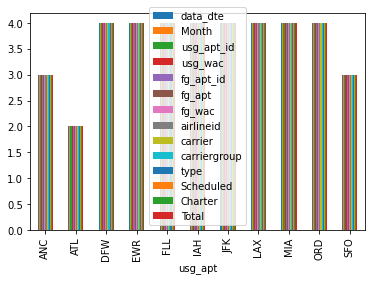 4.0
3.5
3.0
2.5
2.0
1.5
1.0
0.5
0.0
data_dte
Month
usg_apt_id
usg_wac
fg_apt_id
fg_apt
fg_wac
airlineid
carrier
carriergroup
type
Scheduled
Charter
Total
ANC
ATL
DFW
EWR
FLL
IAH
JFK
LAX
MIA
ORD
SFO
usg_apt